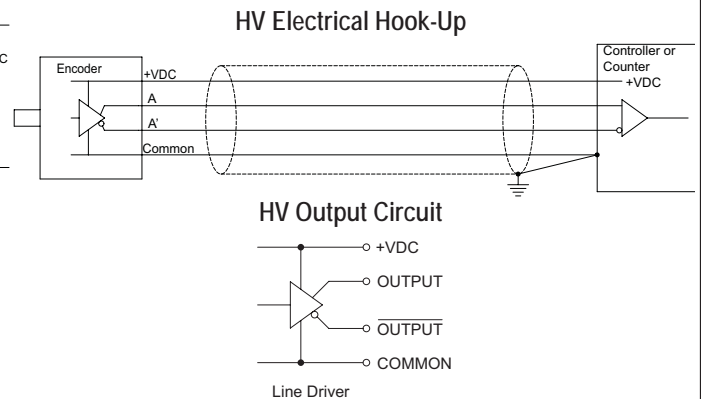 HV Electrical Hook-Up
C
Encoder
+VDC
A
A'
Common
Controller or
Counter
+VDC
HV Output Circuit
+VDC
OUTPUT
OUTPUT
COMMON
Line Driver